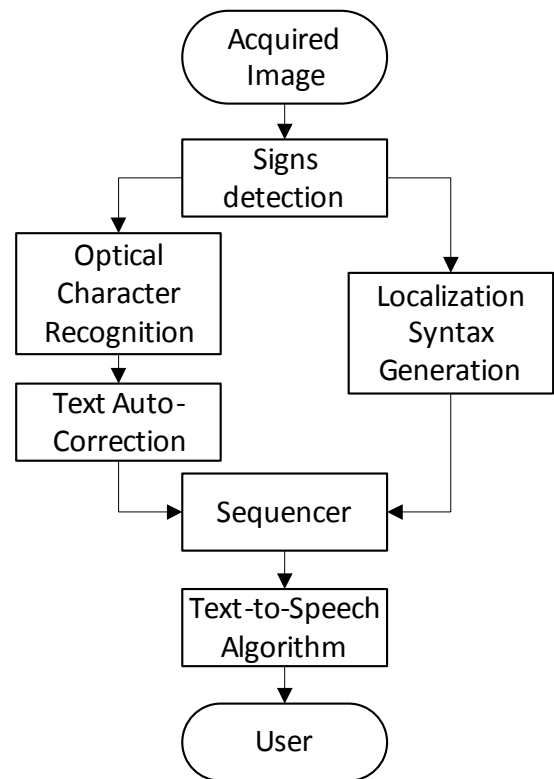 Acquired
Image
Signs
detection
Optical
Character
Recognition
Localization
Syntax
Generation
Text Auto-
Correction
Sequencer
Text-to-Speech
Algorithm
User